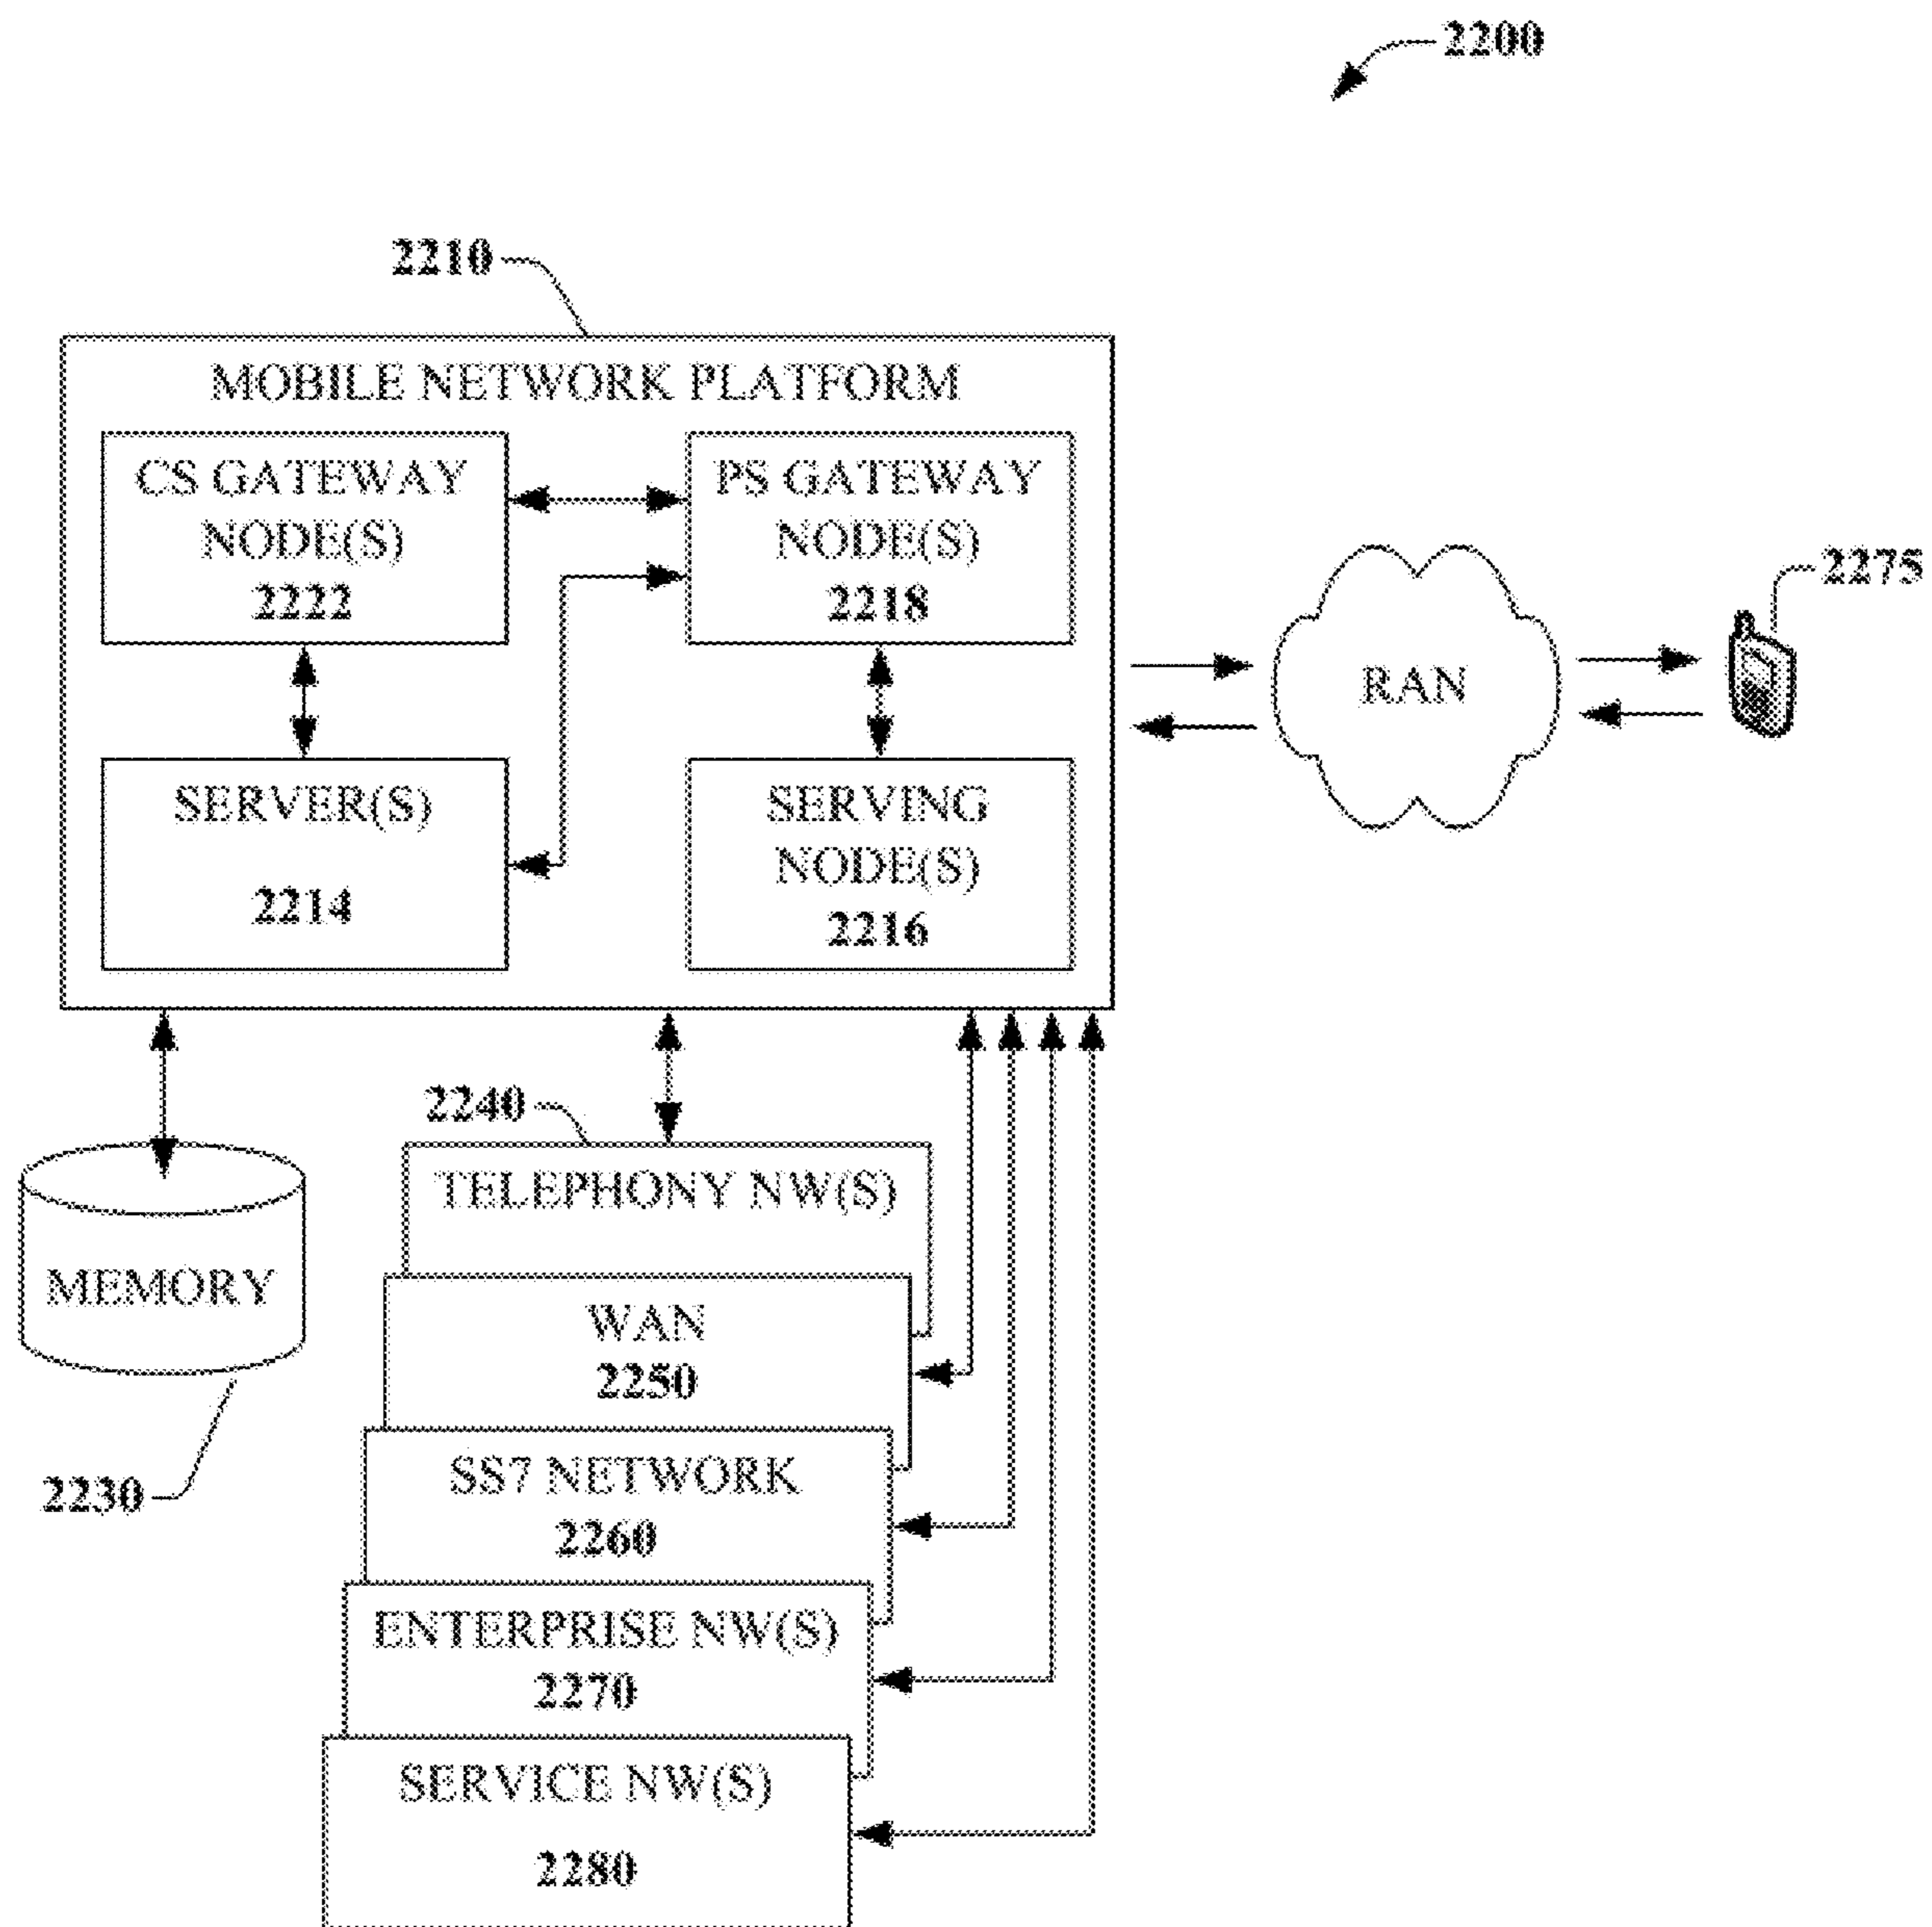 2200
2210
MOBILE NETWORK PLATFORM
CS GATEWAY
NODE(S)
2222
PS GATEWAY
NODE(S)
2218
SERVER(S)
2214
SERVING
NODE(S)
2216
RAN
2275
2240
TELEPHONY NW(S)
MEMORY
2230
WAN
2250
SS7 NETWORK
2260
ENTERPRISE NW(S)
2270
SERVICE NW(S)
2280